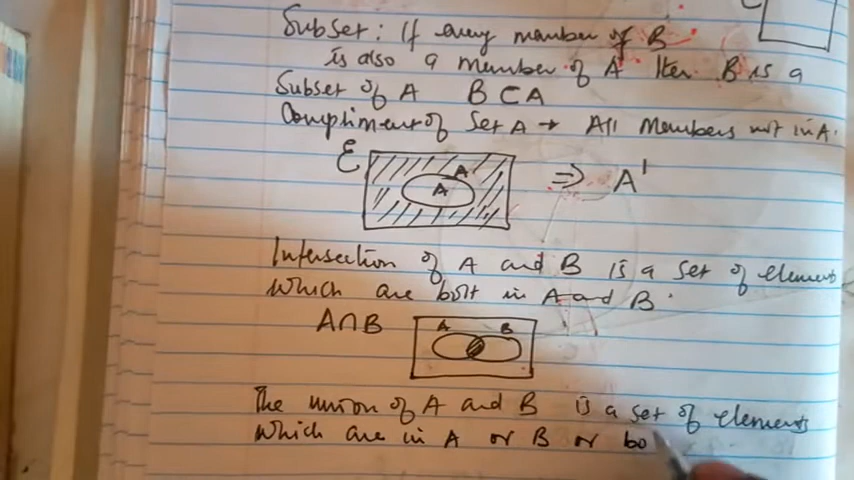 Subset: If every member of B
is also a member of A then B is a
Subset of A B ⊂ A
Compliment of Set A → All Members not in A.
ℰ A A ⇒ A'
Intersection of A and B is a set of elements
which are both in A and B.
A∩B A B
The union of A and B is a set of elements
which are in A or B or bo